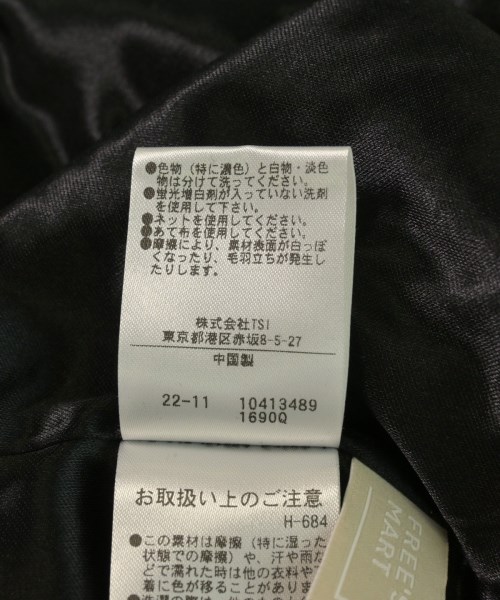 ●色物（特に濃色）と白物・淡色
物は分けて洗ってください。
●蛍光増白剤が入っていない洗剤
を使用して下さい。
●ネットを使用してください。
●あて布を使用してください。
●摩擦により、素材表面が白っぽ
くなったり、毛羽立ちが発生し
たりします。
株式会社TSI
東京都港区赤坂8-5-27
中国製
22-11 10413489
1690Q
お取扱い上のご注意
H-684
●この素材は摩擦（特に湿った
状態での摩擦）や、汗や雨な
どで濡れた時は他の衣料や
着に色が移ることがありま
FREE'S
MART